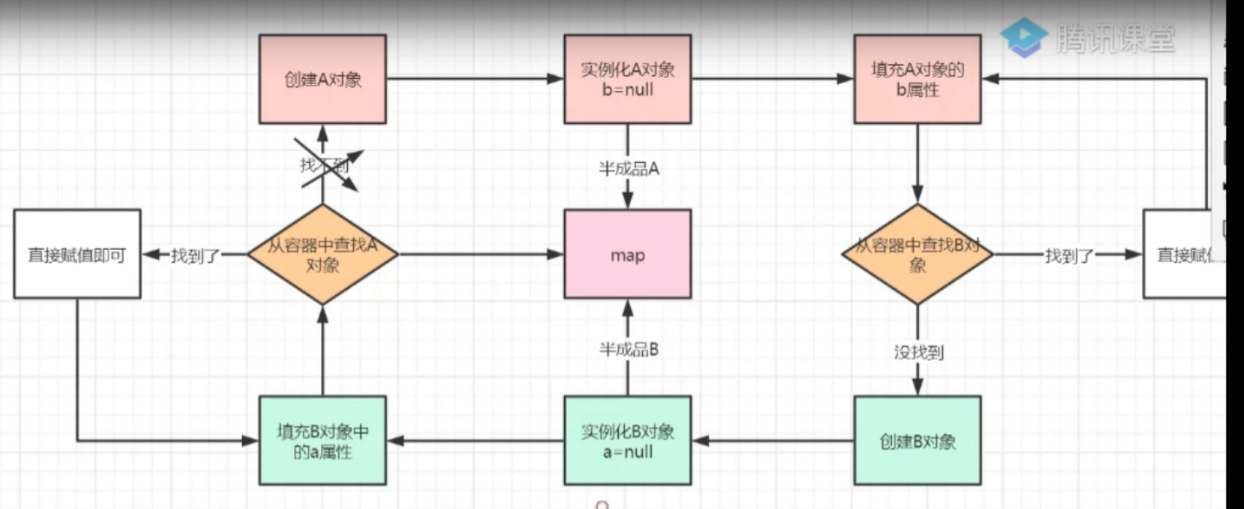 腾讯课堂
创建A对象
实例化A对象
b=null
填充A对象的
b属性
找不到
半成品A
直接赋值即可
找到了
从容器中查找A
对象
map
从容器中查找B对
象
找到了
直接赋
半成品B
没找到
填充B对象中
的a属性
实例化B对象
a=null
创建B对象